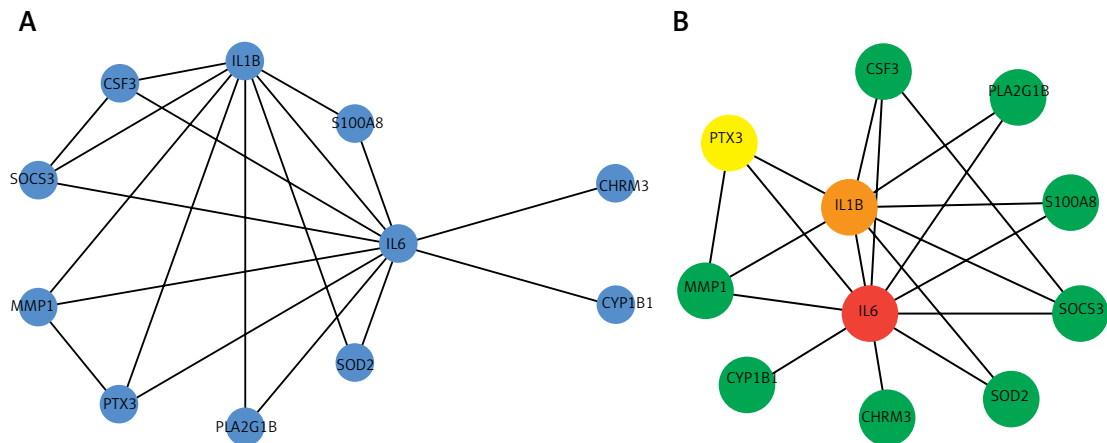 A
IL1B
CSF3
S100A8
SOCS3
CHRM3
IL6
MMP1
CYP1B1
SOD2
PTX3
PLA2G1B
B
CSF3
PLA2G1B
PTX3
IL1B
S100A8
MMP1
IL6
SOCS3
CYP1B1
SOD2
CHRM3